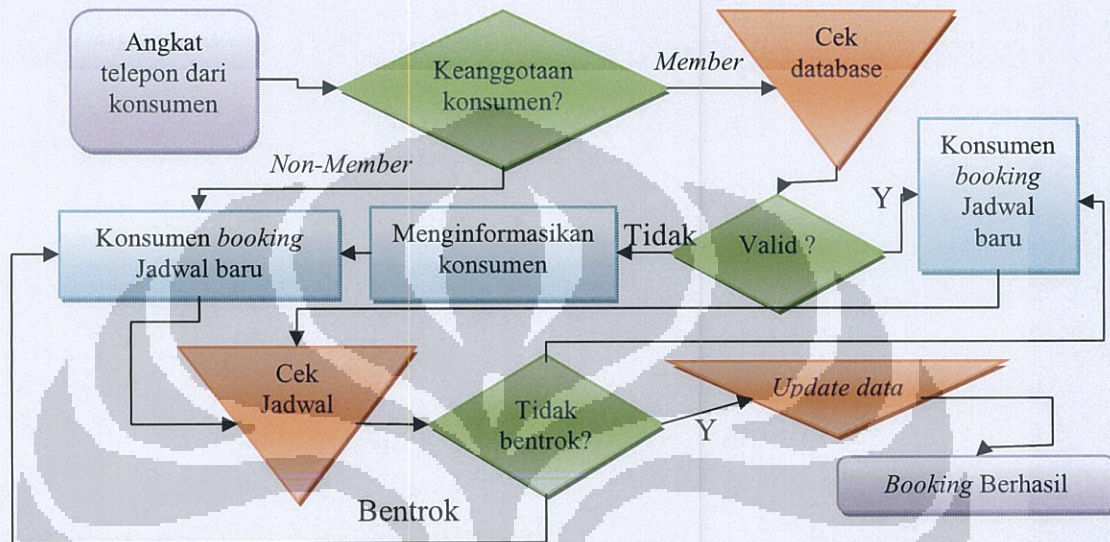 Angkat
telepon dari
konsumen
Keanggotaan
konsumen?
Member
Cek
database
Non-Member
Konsumen
booking
Jadwal
baru
Konsumen booking
Jadwal baru
Menginformasikan
konsumen
Tidak
Valid ?
Y
Cek
Jadwal
Tidak
bentrok?
Y
Update data
Bentrok
Booking Berhasil